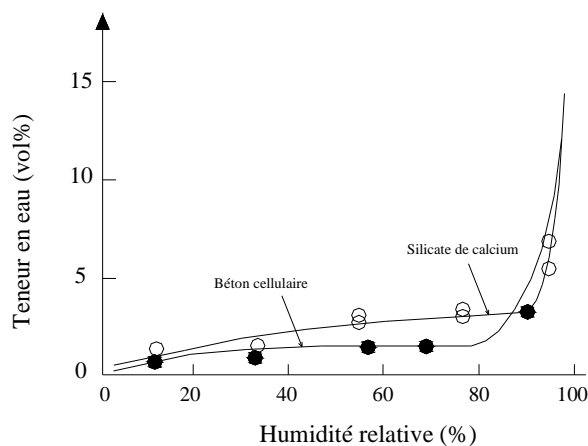 Teneur en eau (vol%)
15
10
5
0
Silicate de calcium
Béton cellulaire
0 20 40 60 80 100
Humidité relative (%)